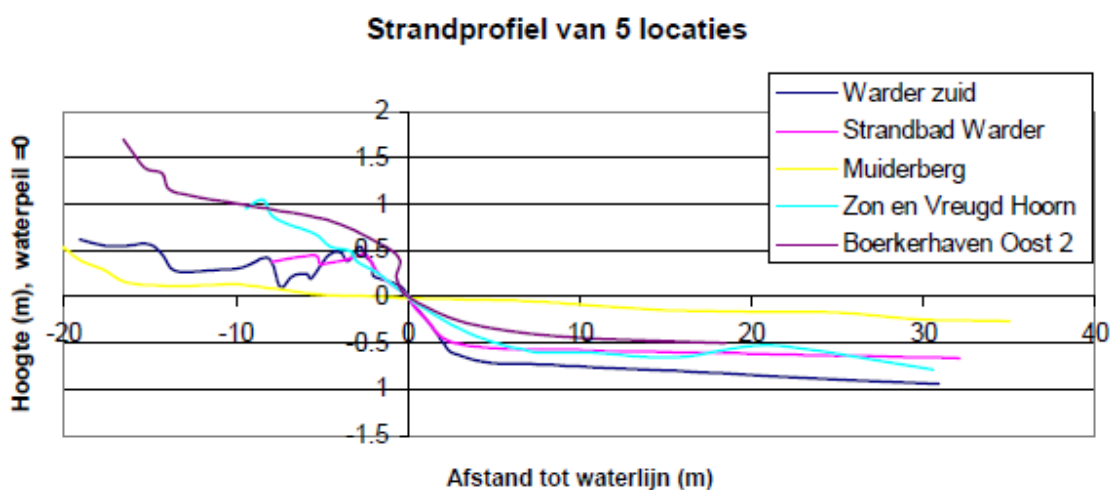 Strandprofiel van 5 locaties
Hoogte (m), waterpeil =0
2
1.5
1
0.5
0
-0.5
-1
-1.5
-20
-10
0
10
20
30
40
Warder zuid
Strandbad Warder
Muiderberg
Zon en Vreugd Hoorn
Boerkerhaven Oost 2
Afstand tot waterlijn (m)